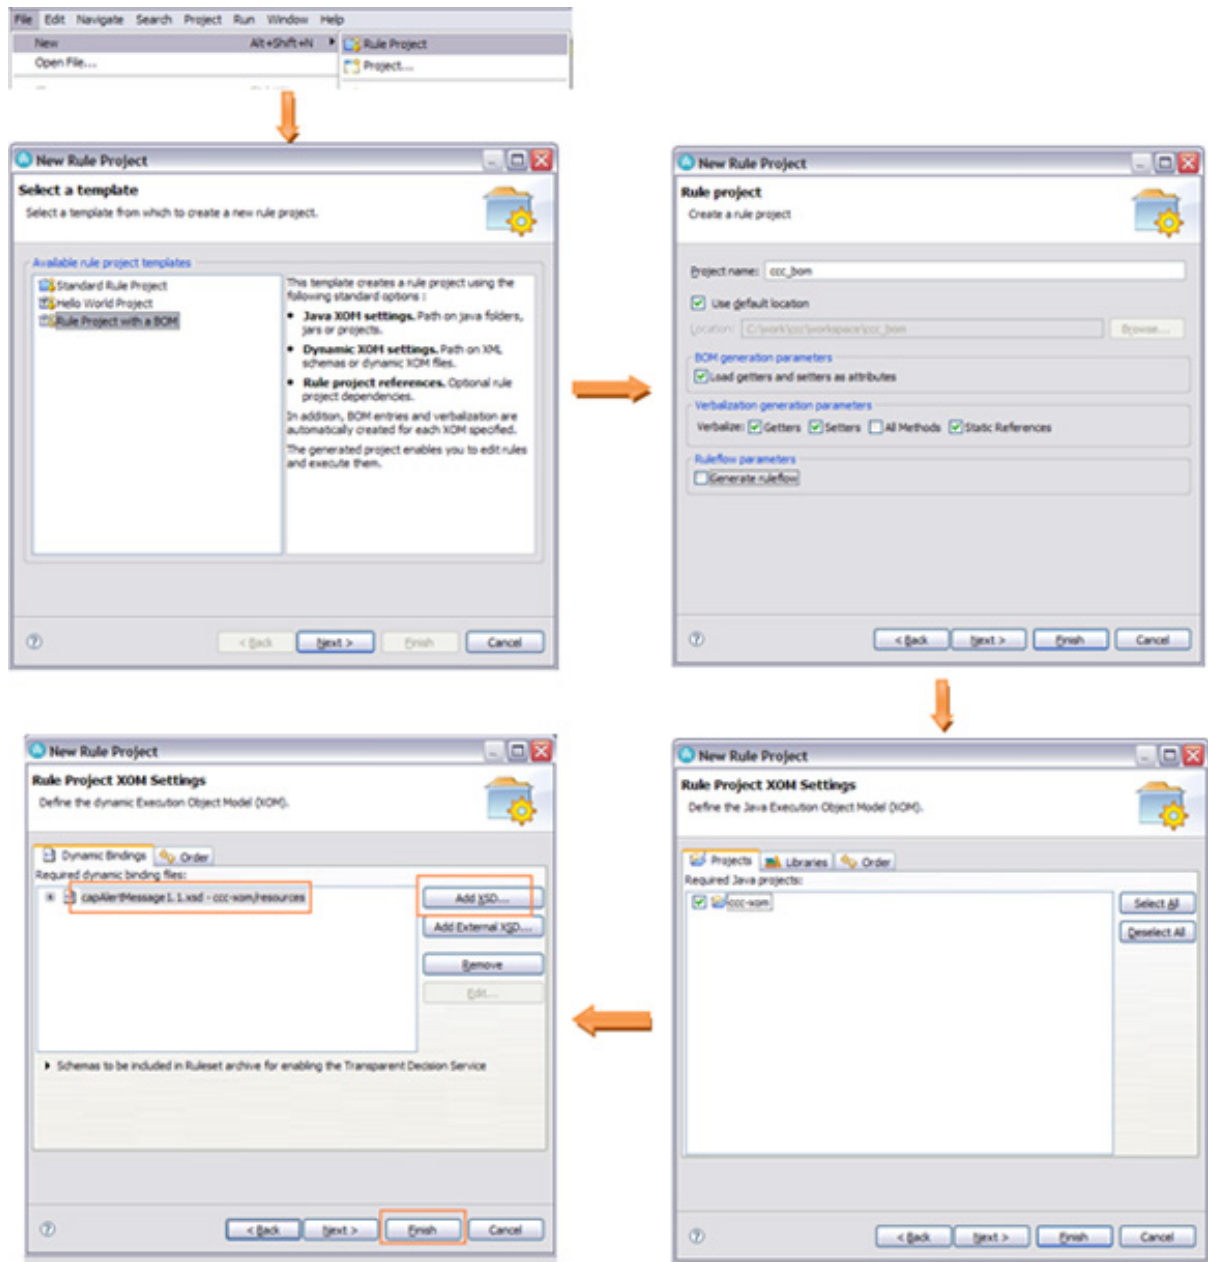 File Edit Navigate Search Project Run Window Help
New Alt+Shift+N Rule Project
Open File... Project...
New Rule Project
Select a template
Select a template from which to create a new rule project.
Available rule project templates
Standard Rule Project
Hello World Project
Rule Project with a BOM
This template creates a rule project using the
following standard options :
• Java XOM settings. Path on java folders,
jars or projects.
• Dynamic XOM settings. Path on XML
schemas or dynamic XOM files.
• Rule project references. Optional rule
project dependencies.
In addition, BOM entries and verbalization are
automatically created for each XOM specified.
The generated project enables you to edit rules
and execute them.
< Back Next > Finish Cancel
New Rule Project
Rule project
Create a rule project
Project name: ccc_bom
Use default location
Location: C:\work\ccc\workspace\ccc_bom Browse...
BOM generation parameters
Load getters and setters as attributes
Verbalization generation parameters
Verbalize: Getters Setters All Methods Static References
Ruleflow parameters
Generate ruleflow
< Back Next > Finish Cancel
New Rule Project
Rule Project XOM Settings
Define the Java Execution Object Model (XOM).
Projects Libraries Order
Required Java projects:
ccc-xom
Select All
Deselect All
< Back Next > Finish Cancel
New Rule Project
Rule Project XOM Settings
Define the dynamic Execution Object Model (XOM).
Dynamic Bindings Order
Required dynamic binding files:
capAlertMessage1.1.xsd - ccc-xom/resources
Add XSD...
Add External XSD...
Remove
Edit...
Schemas to be included in Ruleset archive for enabling the Transparent Decision Service
< Back Next > Finish Cancel